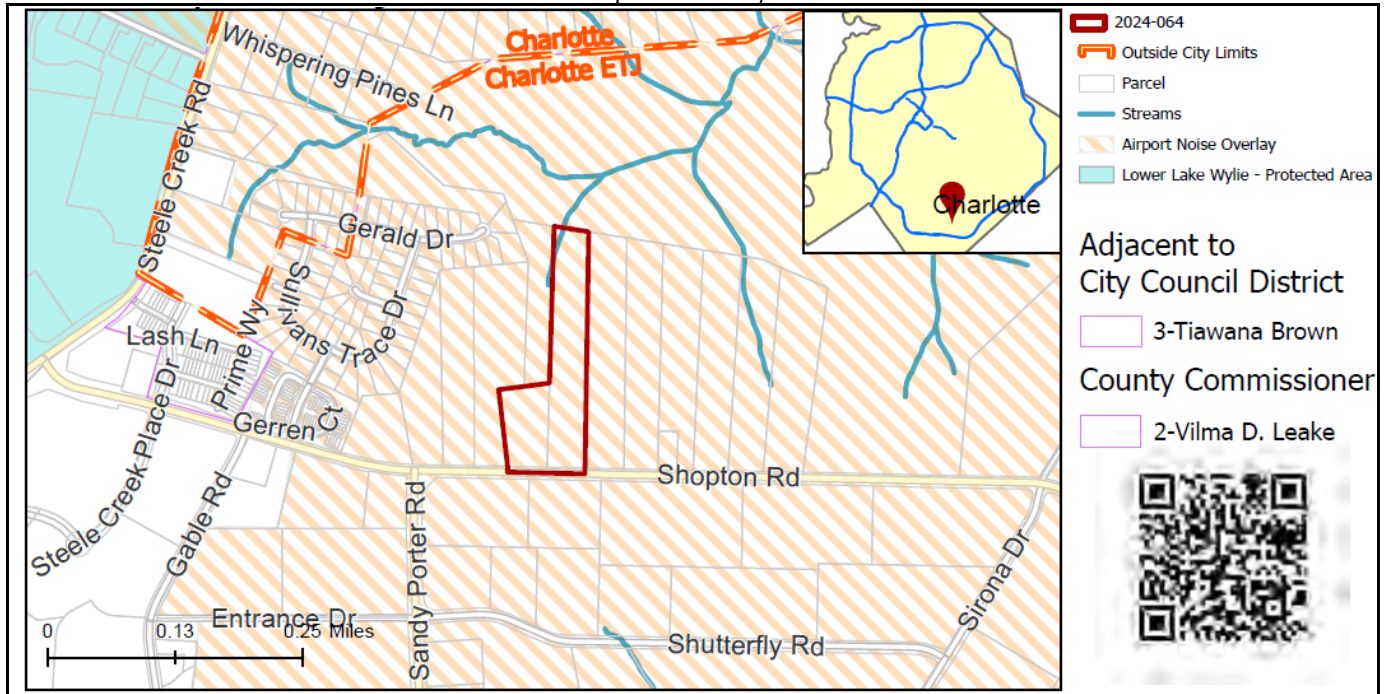 Whispering Pines Ln
Charlotte
Charlotte ETJ
Steele Creek Rd
Gerald Dr
Sullivans Trace Dr
Prime Wy
Lash Ln
Steele Creek Place Dr
Gerren Ct
Gable Rd
Shopton Rd
Sandy Porter Rd
Entrance Dr
Shutterfly Rd
Sirona Dr
0 0.13 0.25 Miles
Charlotte
2024-064
Outside City Limits
Parcel
Streams
Airport Noise Overlay
Lower Lake Wylie - Protected Area
Adjacent to
City Council District
3-Tiawana Brown
County Commissioner
2-Vilma D. Leake